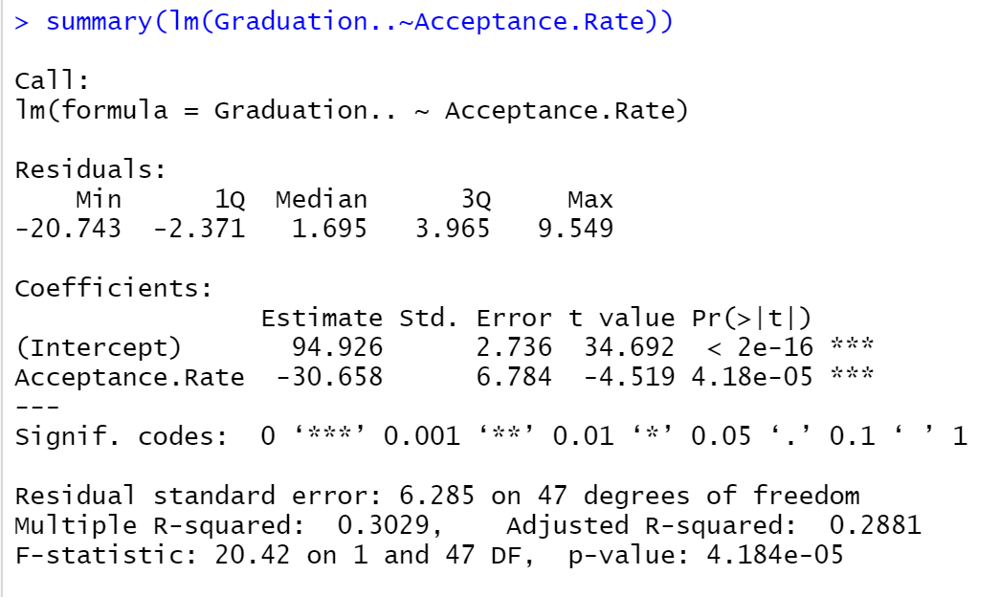 > summary(lm(Graduation..~Acceptance.Rate))
Call:
lm(formula = Graduation.. ~ Acceptance.Rate)
Residuals:
Min 1Q Median 3Q Max
-20.743 -2.371 1.695 3.965 9.549
Coefficients:
Estimate Std. Error t value Pr(>|t|)
(Intercept) 94.926 2.736 34.692 < 2e-16 ***
Acceptance.Rate -30.658 6.784 -4.519 4.18e-05 ***
---
Signif. codes: 0 ‘***’ 0.001 ‘**’ 0.01 ‘*’ 0.05 ‘.’ 0.1 ‘ ’ 1
Residual standard error: 6.285 on 47 degrees of freedom
Multiple R-squared: 0.3029, Adjusted R-squared: 0.2881
F-statistic: 20.42 on 1 and 47 DF, p-value: 4.184e-05